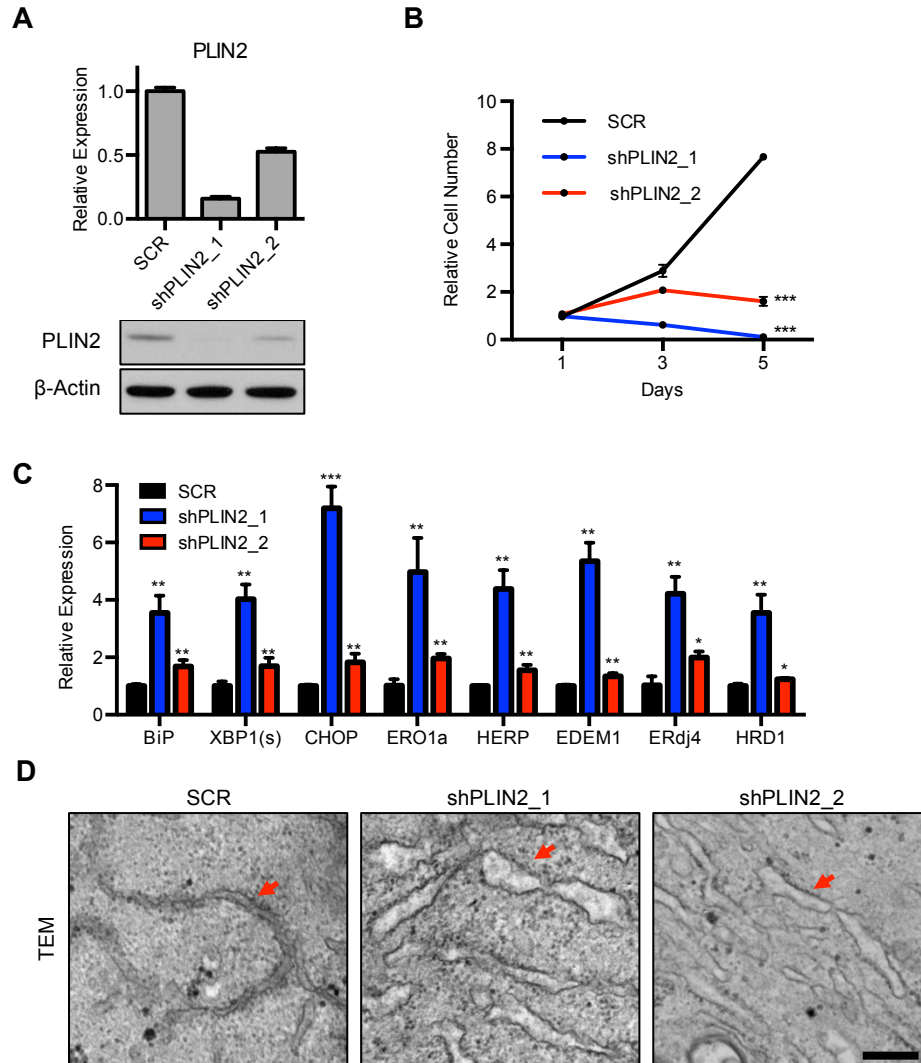 A
PLIN2
Relative Expression
1.0
0.5
0.0
SCR
shPLIN2_1
shPLIN2_2
PLIN2
β-Actin
B
Relative Cell Number
10
8
6
4
2
0
SCR
shPLIN2_1
shPLIN2_2
***
***
1 3 5
Days
C
Relative Expression
8
6
4
2
0
SCR
shPLIN2_1
shPLIN2_2
** ** ** ** *** ** ** ** ** ** ** ** ** * ** *
BiP XBP1(s) CHOP ERO1a HERP EDEM1 ERdj4 HRD1
D
SCR shPLIN2_1 shPLIN2_2
TEM